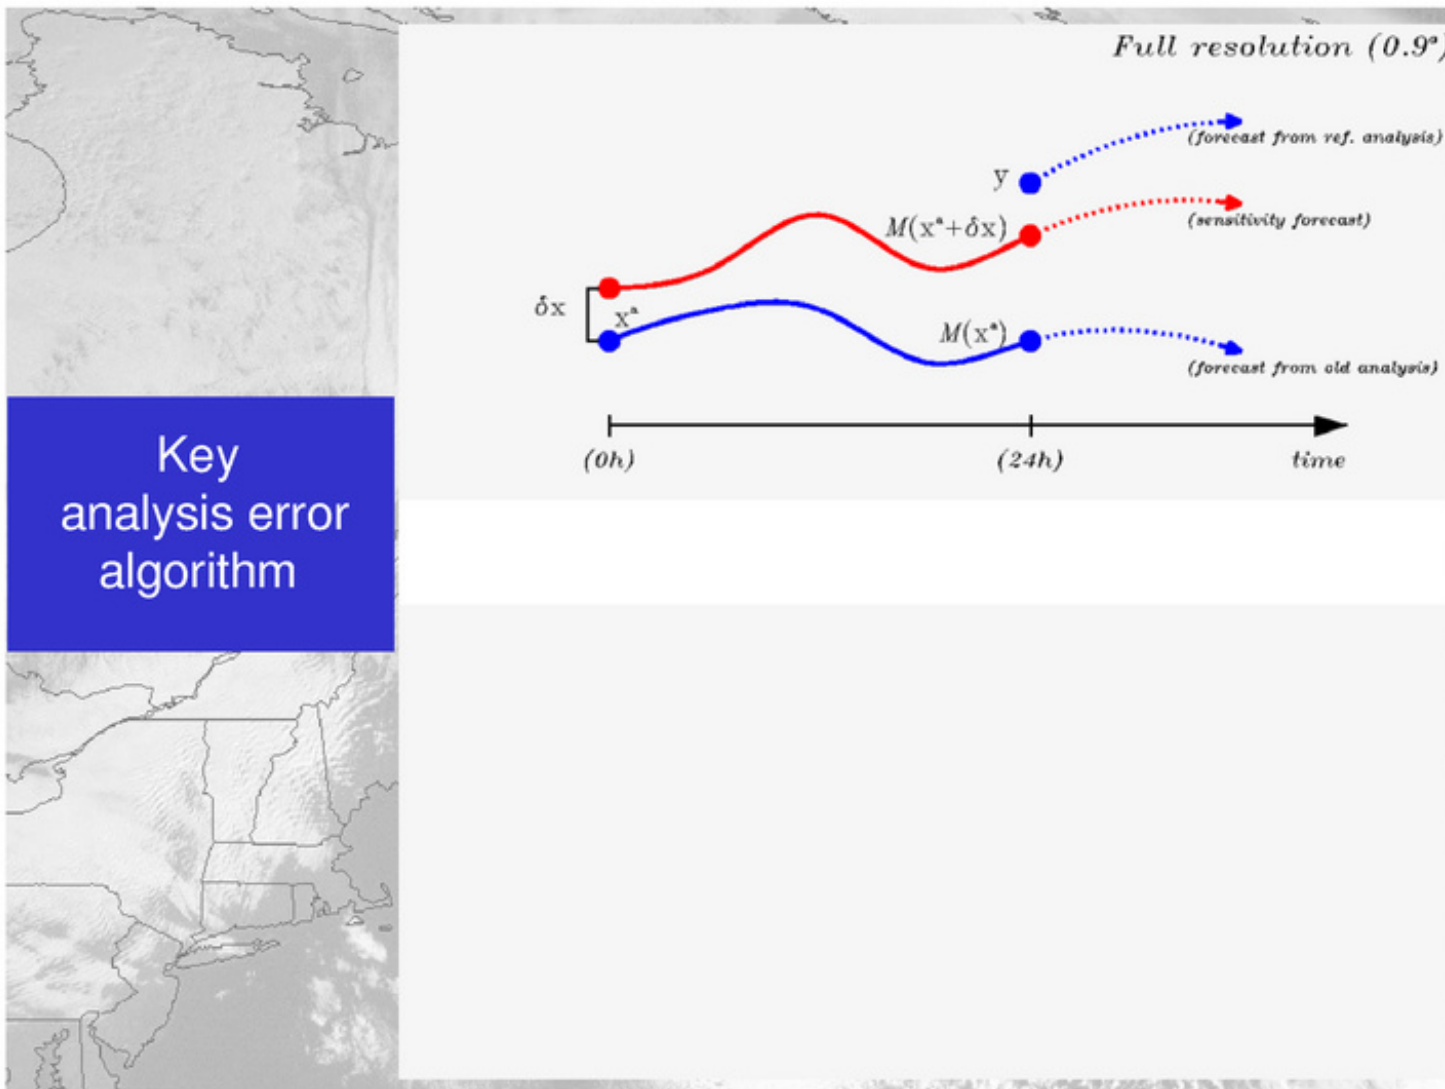 Full resolution (0.9°)
(forecast from ref. analysis)
y
M(xᵃ+δx)
(sensitivity forecast)
δx
xᵃ
M(xᵃ)
(forecast from old analysis)
(0h)
(24h)
time
Key
analysis error
algorithm